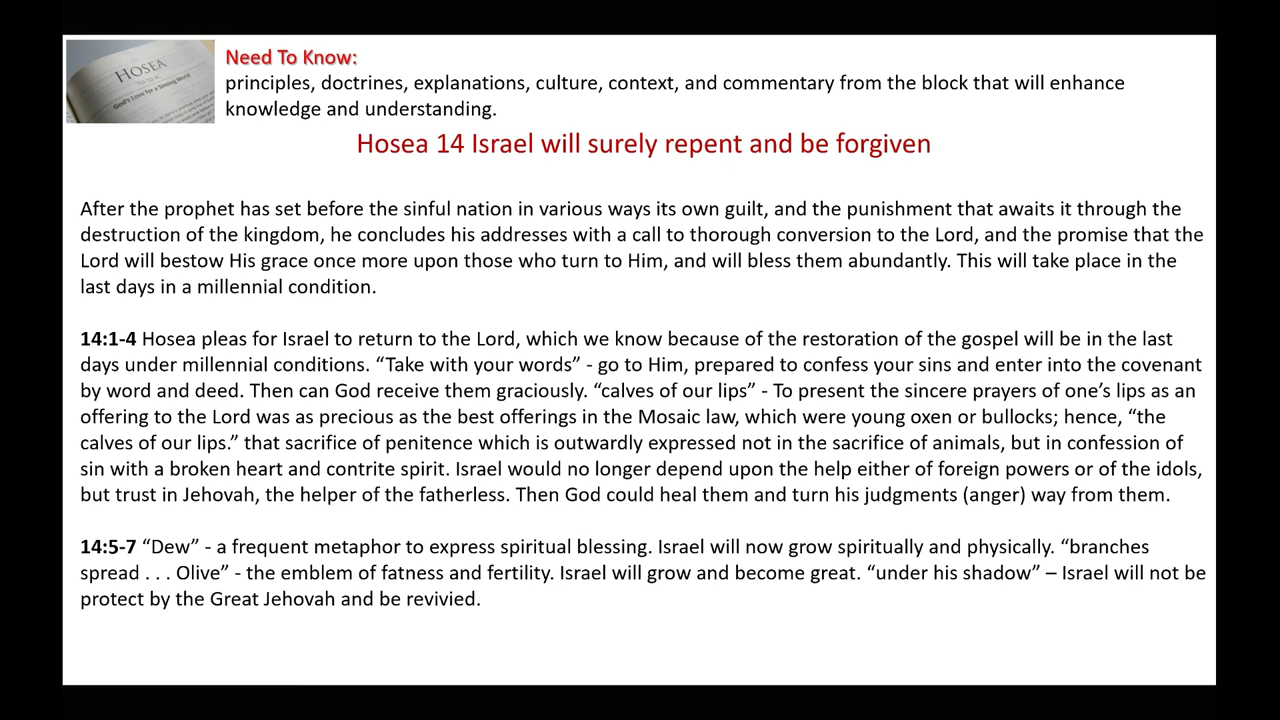 HOSEA
God's Love for a Sinning World
Need To Know:
principles, doctrines, explanations, culture, context, and commentary from the block that will enhance
knowledge and understanding.
Hosea 14 Israel will surely repent and be forgiven
After the prophet has set before the sinful nation in various ways its own guilt, and the punishment that awaits it through the
destruction of the kingdom, he concludes his addresses with a call to thorough conversion to the Lord, and the promise that the
Lord will bestow His grace once more upon those who turn to Him, and will bless them abundantly. This will take place in the
last days in a millennial condition.
14:1-4 Hosea pleas for Israel to return to the Lord, which we know because of the restoration of the gospel will be in the last
days under millennial conditions. “Take with your words” - go to Him, prepared to confess your sins and enter into the covenant
by word and deed. Then can God receive them graciously. “calves of our lips” - To present the sincere prayers of one’s lips as an
offering to the Lord was as precious as the best offerings in the Mosaic law, which were young oxen or bullocks; hence, “the
calves of our lips.” that sacrifice of penitence which is outwardly expressed not in the sacrifice of animals, but in confession of
sin with a broken heart and contrite spirit. Israel would no longer depend upon the help either of foreign powers or of the idols,
but trust in Jehovah, the helper of the fatherless. Then God could heal them and turn his judgments (anger) way from them.
14:5-7 “Dew” - a frequent metaphor to express spiritual blessing. Israel will now grow spiritually and physically. “branches
spread . . . Olive” - the emblem of fatness and fertility. Israel will grow and become great. “under his shadow” – Israel will not be
protect by the Great Jehovah and be revivied.